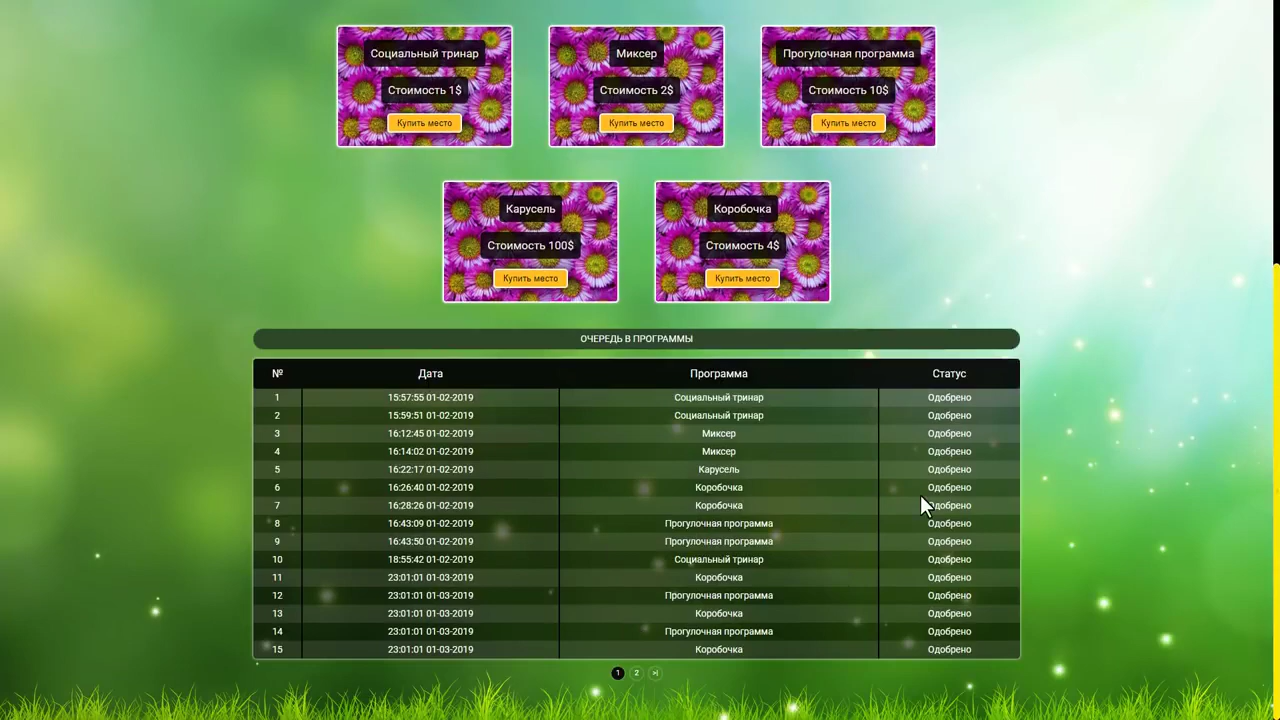 Социальный тринар Миксер Прогулочная программа
Стоимость 1$ Стоимость 2$ Стоимость 10$
Купить место Купить место Купить место
Карусель Коробочка
Стоимость 100$ Стоимость 4$
Купить место Купить место
ОЧЕРЕДЬ В ПРОГРАММЫ
№ Дата Программа Статус
1 15:57:55 01-02-2019 Социальный тринар Одобрено
2 15:59:51 01-02-2019 Социальный тринар Одобрено
3 16:12:45 01-02-2019 Миксер Одобрено
4 16:14:02 01-02-2019 Миксер Одобрено
5 16:22:17 01-02-2019 Карусель Одобрено
6 16:26:40 01-02-2019 Коробочка Одобрено
7 16:28:26 01-02-2019 Коробочка Одобрено
8 16:43:09 01-02-2019 Прогулочная программа Одобрено
9 16:43:50 01-02-2019 Прогулочная программа Одобрено
10 18:55:42 01-02-2019 Социальный тринар Одобрено
11 23:01:01 01-03-2019 Коробочка Одобрено
12 23:01:01 01-03-2019 Прогулочная программа Одобрено
13 23:01:01 01-03-2019 Коробочка Одобрено
14 23:01:01 01-03-2019 Прогулочная программа Одобрено
15 23:01:01 01-03-2019 Коробочка Одобрено
1 2 >|